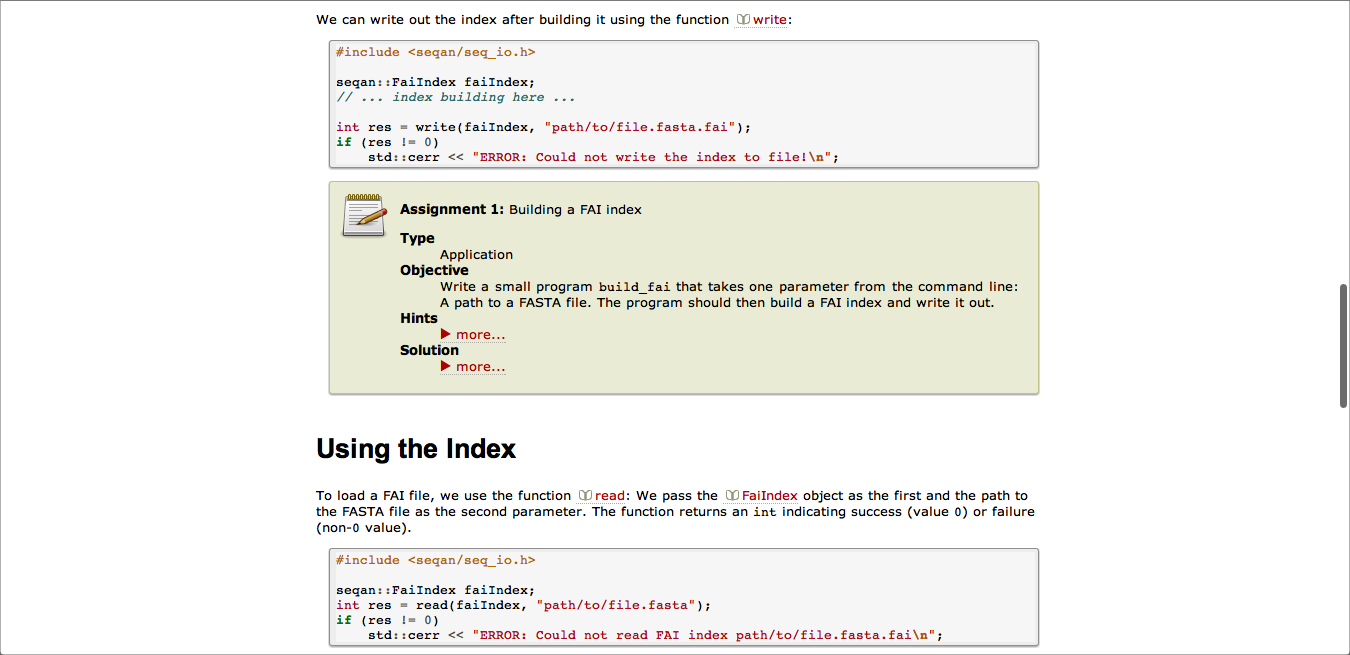 We can write out the index after building it using the function write:
#include <seqan/seq_io.h>
seqan::FaiIndex faiIndex;
// ... index building here ...
int res = write(faiIndex, "path/to/file.fasta.fai");
if (res != 0)
std::cerr << "ERROR: Could not write the index to file!\n";
Assignment 1: Building a FAI index
Type
Application
Objective
Write a small program build_fai that takes one parameter from the command line:
A path to a FASTA file. The program should then build a FAI index and write it out.
Hints
more...
Solution
more...
Using the Index
To load a FAI file, we use the function read: We pass the FaiIndex object as the first and the path to
the FASTA file as the second parameter. The function returns an int indicating success (value 0) or failure
(non-0 value).
#include <seqan/seq_io.h>
seqan::FaiIndex faiIndex;
int res = read(faiIndex, "path/to/file.fasta");
if (res != 0)
std::cerr << "ERROR: Could not read FAI index path/to/file.fasta.fai\n";